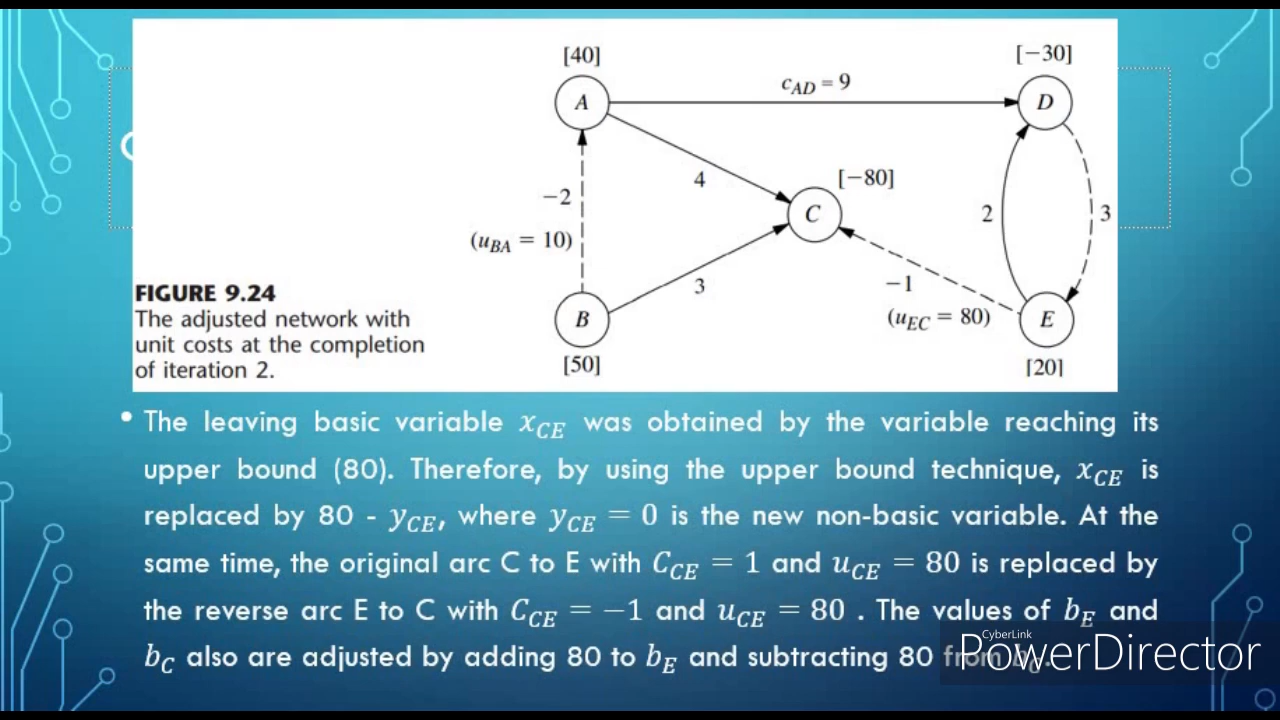 [40]
[−30]
c_AD = 9
A
D
[−80]
4
−2
C
2
3
(u_BA = 10)
3
−1
(u_EC = 80)
B
E
[50]
[20]
FIGURE 9.24
The adjusted network with
unit costs at the completion
of iteration 2.
• The leaving basic variable x_CE was obtained by the variable reaching its
upper bound (80). Therefore, by using the upper bound technique, x_CE is
replaced by 80 - y_CE, where y_CE = 0 is the new non-basic variable. At the
same time, the original arc C to E with C_CE = 1 and u_CE = 80 is replaced by
the reverse arc E to C with C_CE = −1 and u_CE = 80 . The values of b_E and
b_C also are adjusted by adding 80 to b_E and subtracting 80 from
CyberLink
PowerDirector